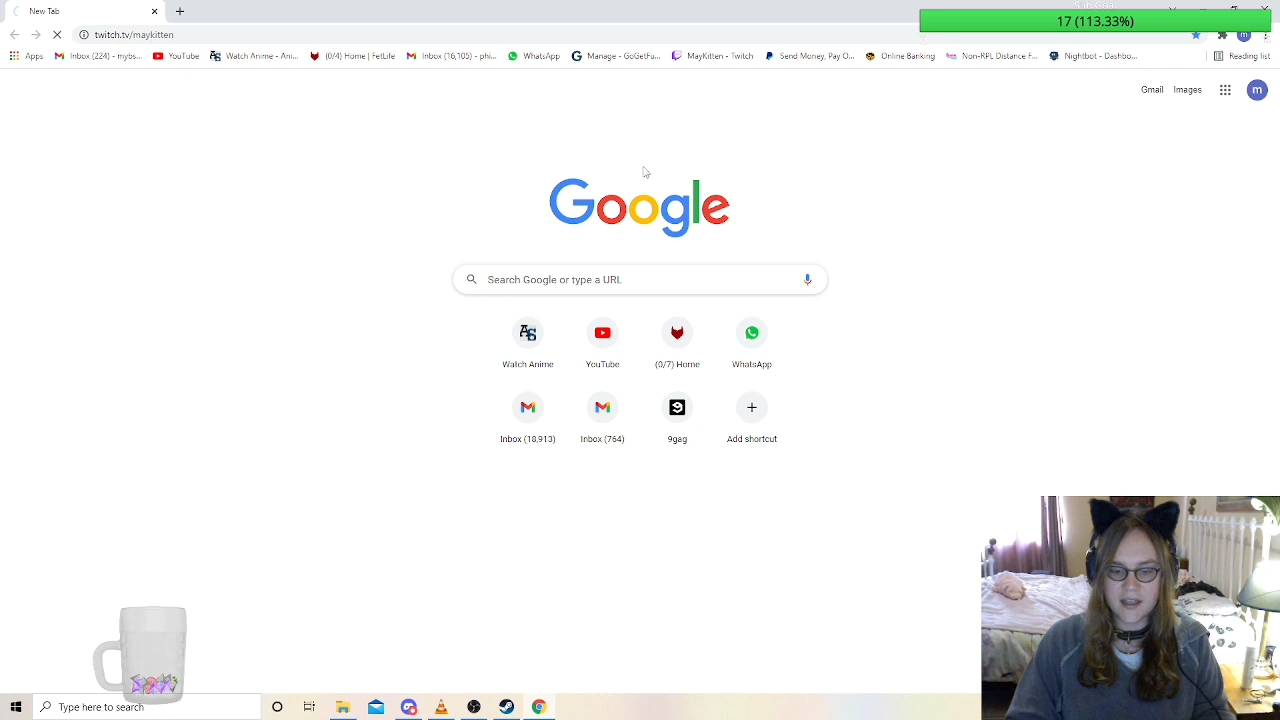 New Tab
Sub Goal
17 (113.33%)
twitch.tv/maykitten
m
Apps
Inbox (224) - mybs...
YouTube
Watch Anime - Ani...
(0/4) Home | FetLife
Inbox (16,105) - phi...
WhatsApp
Manage - GoGetFu...
MayKitten - Twitch
Send Money, Pay O...
Online Banking
Non-RPL Distance F...
Nightbot - Dashbo...
Reading list
Gmail
Images
m
Google
Search Google or type a URL
Watch Anime
YouTube
(0/7) Home
WhatsApp
Inbox (18,913)
Inbox (764)
9gag
Add shortcut
Type here to search